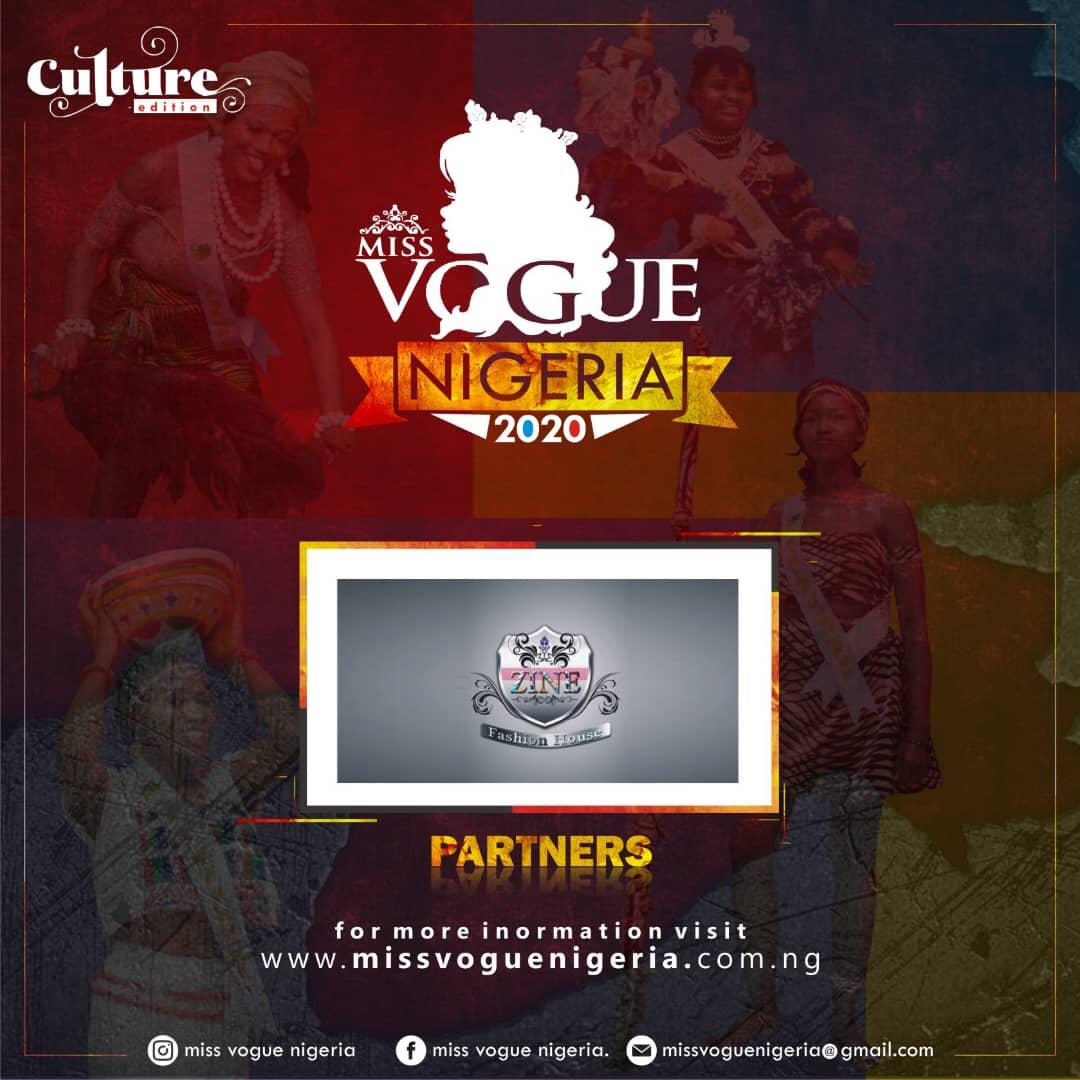 Culture
edition
MISS
VOGUE
NIGERIA
2020
ZINE
Fashion House
PARTNERS
for more inormation visit
www.missvoguenigeria.com.ng
miss vogue nigeria
miss vogue nigeria.
missvoguenigeria@gmail.com